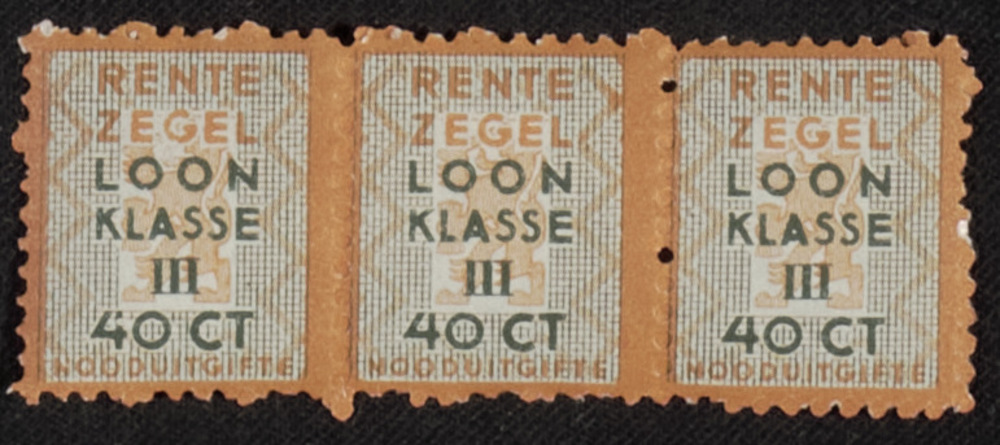 RENTE
ZEGEL
LOON
KLASSE
III
40 CT
NOODUITGIFTE
RENTE
ZEGEL
LOON
KLASSE
III
40 CT
NOODUITGIFTE
RENTE
ZEGEL
LOON
KLASSE
III
40 CT
NOODUITGIFTE